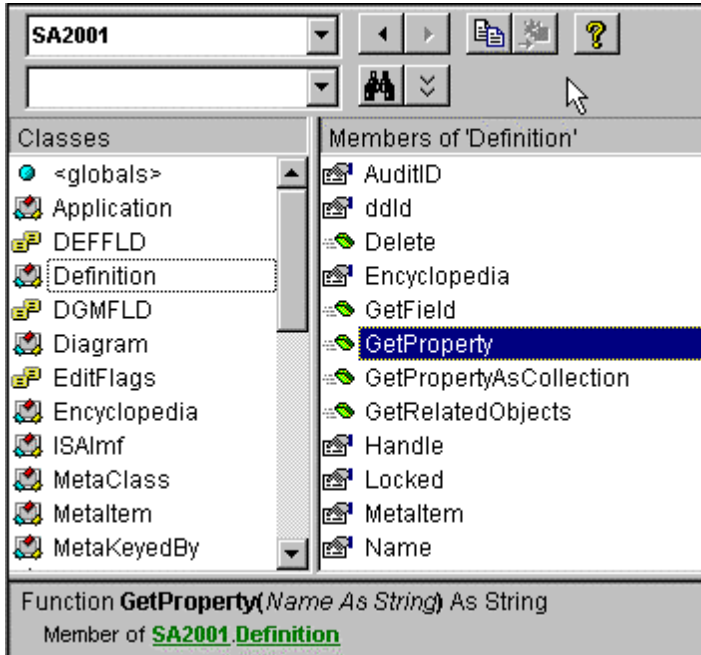 SA2001
Classes
Members of 'Definition'
<globals>
Application
DEFFLD
Definition
DGMFLD
Diagram
EditFlags
Encyclopedia
ISAImf
MetaClass
MetaItem
MetaKeyedBy
AuditID
ddId
Delete
Encyclopedia
GetField
GetProperty
GetPropertyAsCollection
GetRelatedObjects
Handle
Locked
MetaItem
Name
Function GetProperty(Name As String) As String
Member of SA2001.Definition